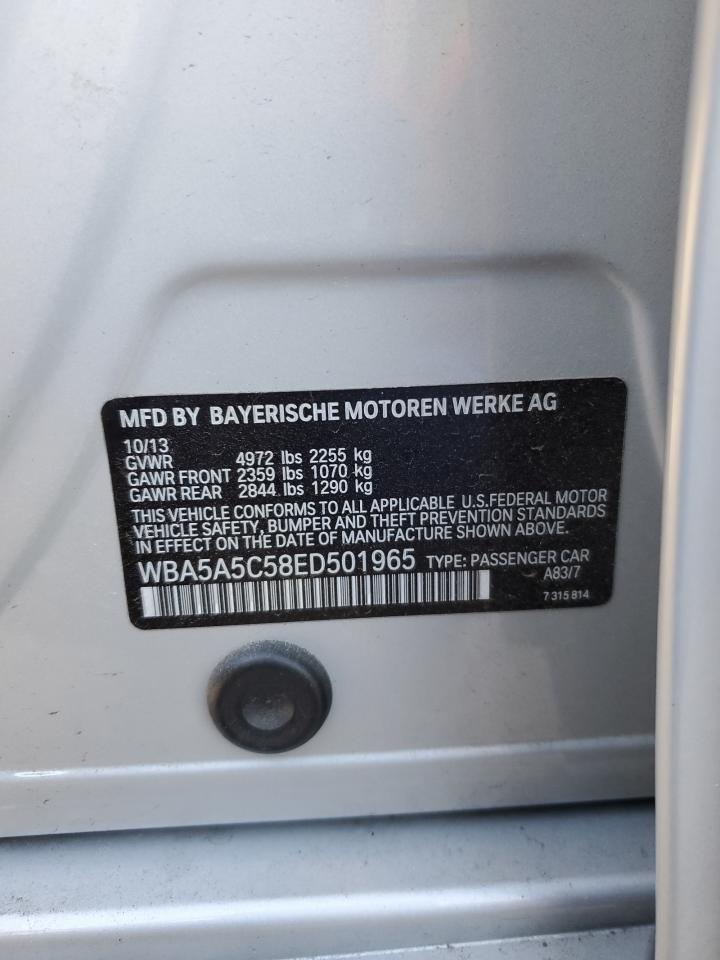 MFD BY BAYERISCHE MOTOREN WERKE AG
10/13
GVWR 4972 lbs 2255 kg
GAWR FRONT 2359 lbs 1070 kg
GAWR REAR 2844 lbs 1290 kg
THIS VEHICLE CONFORMS TO ALL APPLICABLE U.S.FEDERAL MOTOR
VEHICLE SAFETY, BUMPER AND THEFT PREVENTION STANDARDS
IN EFFECT ON THE DATE OF MANUFACTURE SHOWN ABOVE.
WBA5A5C58ED501965 TYPE: PASSENGER CAR
A83/7
7 315 814